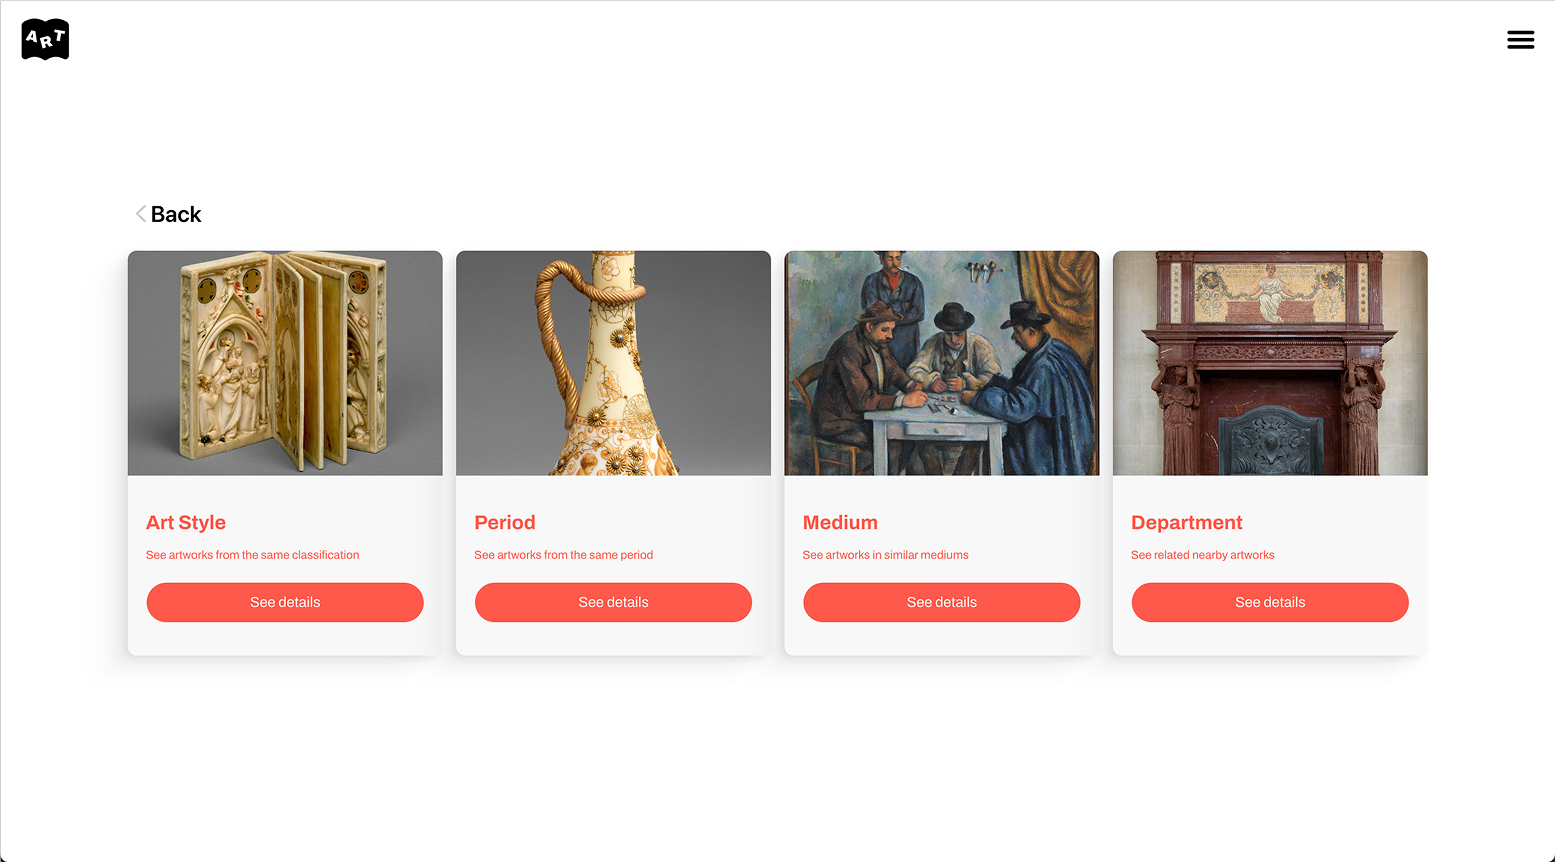 ART
Back
Art Style
See artworks from the same classification
See details
Period
See artworks from the same period
See details
Medium
See artworks in similar mediums
See details
Department
See related nearby artworks
See details